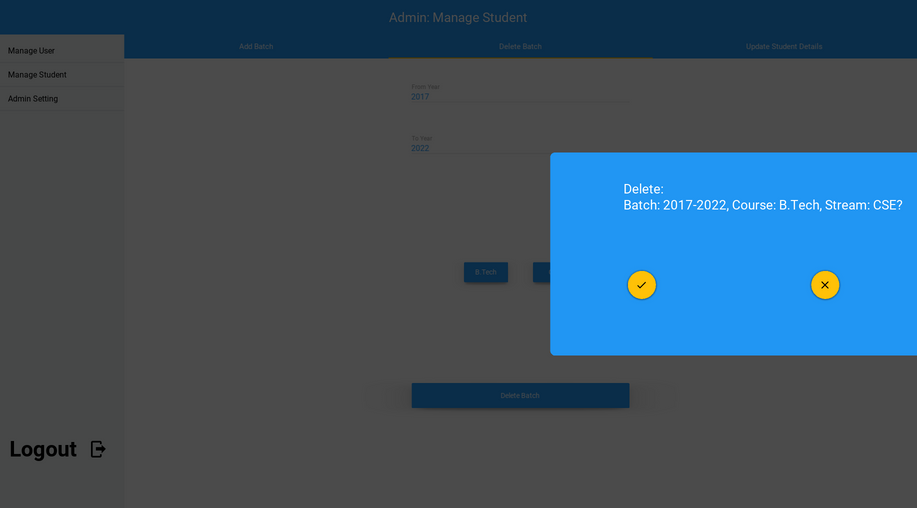 Admin: Manage Student
Manage User
Manage Student
Admin Setting
Add Batch
Delete Batch
Update Student Details
From Year
2017
To Year
2022
Delete:
Batch: 2017-2022, Course: B.Tech, Stream: CSE?
B.Tech
Delete Batch
Logout